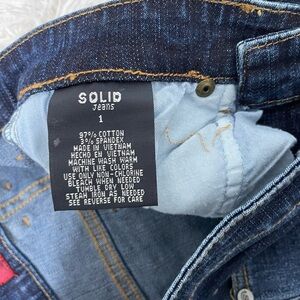 SOLID
Jeans
1
97% COTTON
3% SPANDEX
MADE IN VIETNAM
HECHO EN VIETNAM
MACHINE WASH WARM
WITH LIKE COLORS
USE ONLY NON-CHLORINE
BLEACH WHEN NEEDED
TUMBLE DRY LOW
STEAM IRON AS NEEDED
SEE REVERSE FOR CARE